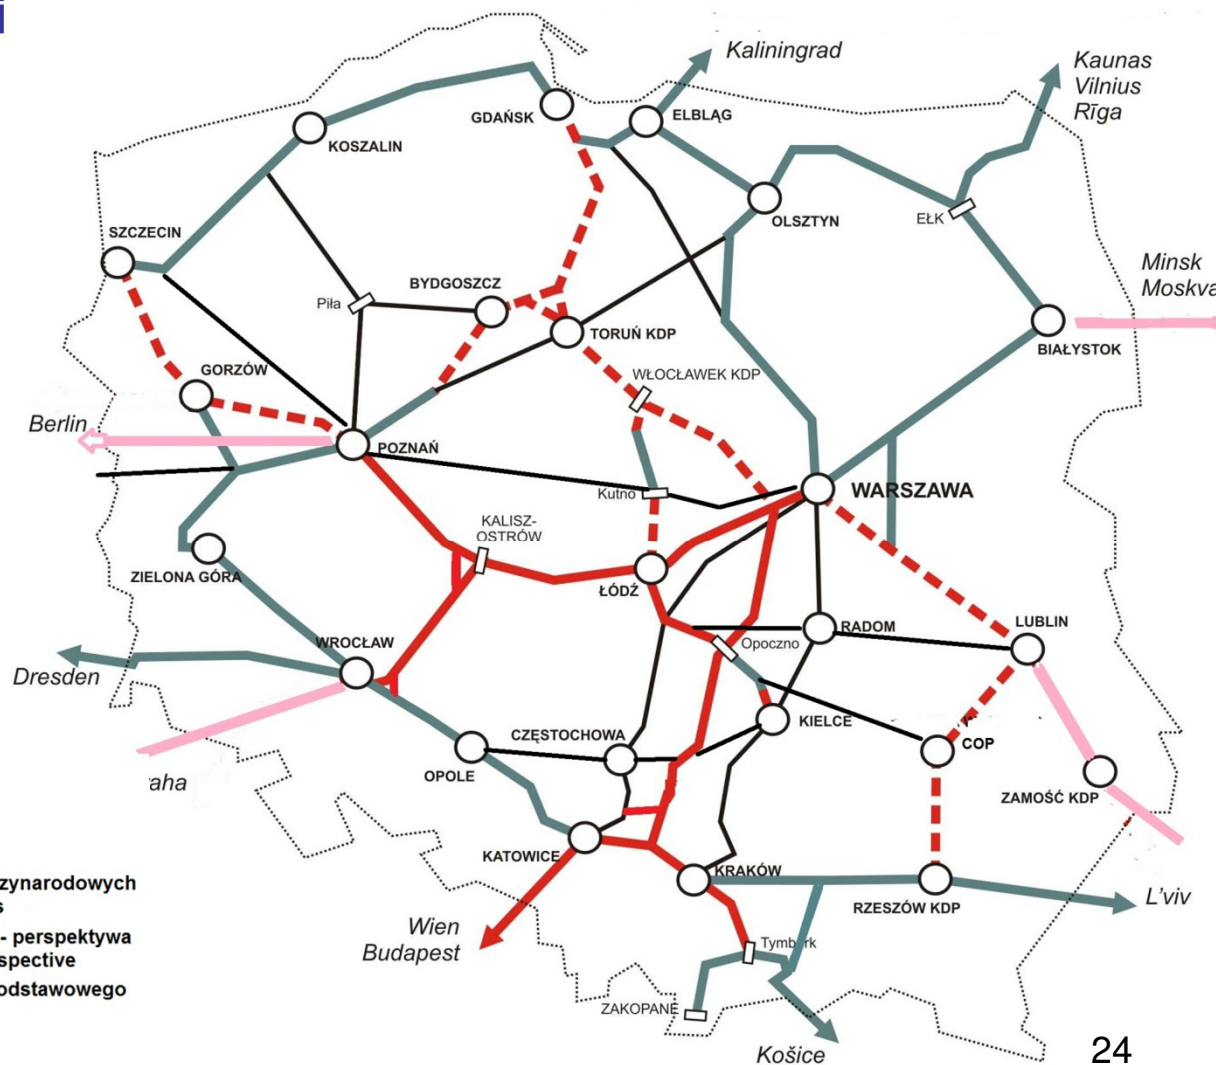 i
Kaliningrad
Kaunas
Vilnius
Rīga
GDAŃSK
ELBLĄG
KOSZALIN
OLSZTYN
EŁK
SZCZECIN
Minsk
Moskva
BYDGOSZCZ
Piła
TORUŃ KDP
BIAŁYSTOK
GORZÓW
WŁOCŁAWEK KDP
Berlin
POZNAŃ
WARSZAWA
Kutno
KALISZ-
OSTRÓW
ZIELONA GÓRA
ŁÓDŹ
RADOM
LUBLIN
WROCŁAW
Opoczno
Dresden
KIELCE
CZĘSTOCHOWA
COP
OPOLE
aha
ZAMOŚĆ KDP
KATOWICE
KRAKÓW
zynarodowych
s
RZESZÓW KDP
L'viv
Wien
Budapest
- perspektywa
spective
Tymbark
odstawowego
ZAKOPANE
Košice
24